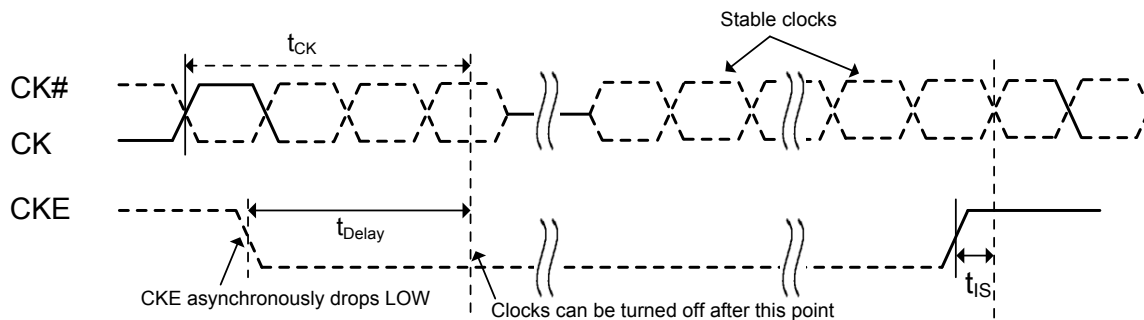 Stable clocks
tCK
CK#
CK
CKE
tDelay
tIS
CKE asynchronously drops LOW
Clocks can be turned off after this point